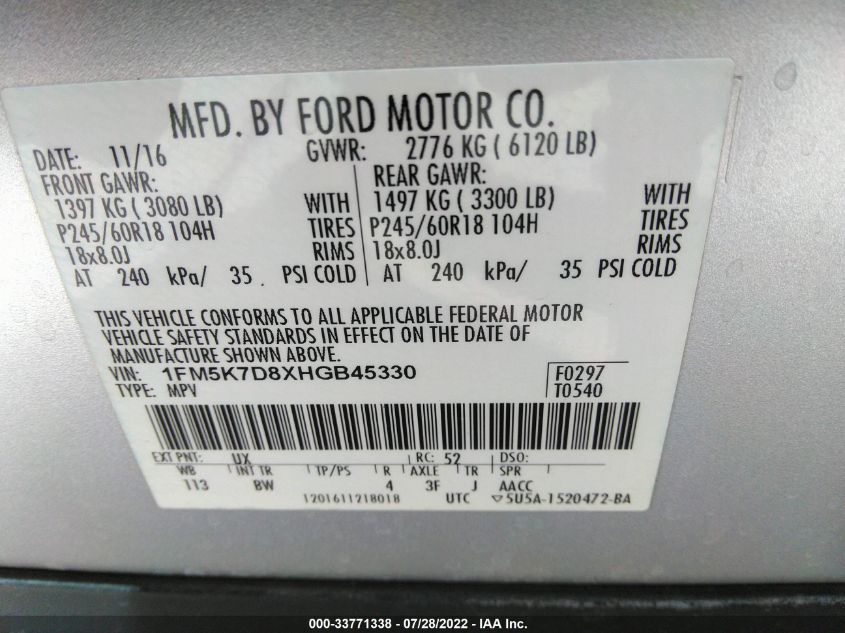 MFD. BY FORD MOTOR CO.
DATE: 11/16 GVWR: 2776 KG ( 6120 LB)
FRONT GAWR: REAR GAWR:
1397 KG ( 3080 LB) WITH 1497 KG ( 3300 LB) WITH
P245/60R18 104H TIRES P245/60R18 104H TIRES
18x8.0J RIMS 18x8.0J RIMS
AT 240 kPa/ 35 PSI COLD AT 240 kPa/ 35 PSI COLD
THIS VEHICLE CONFORMS TO ALL APPLICABLE FEDERAL MOTOR
VEHICLE SAFETY STANDARDS IN EFFECT ON THE DATE OF
MANUFACTURE SHOWN ABOVE.
VIN: 1FM5K7D8XHGB45330 F0297
TYPE: MPV T0540
EXT PNT: UX RC: 52 DSO:
WB INT TR TP/PS R AXLE TR SPR
113 BW 4 3F J AACC
1201611218018 UTC ▽5U5A-1520472-BA
000-33771338 - 07/28/2022 - IAA Inc.